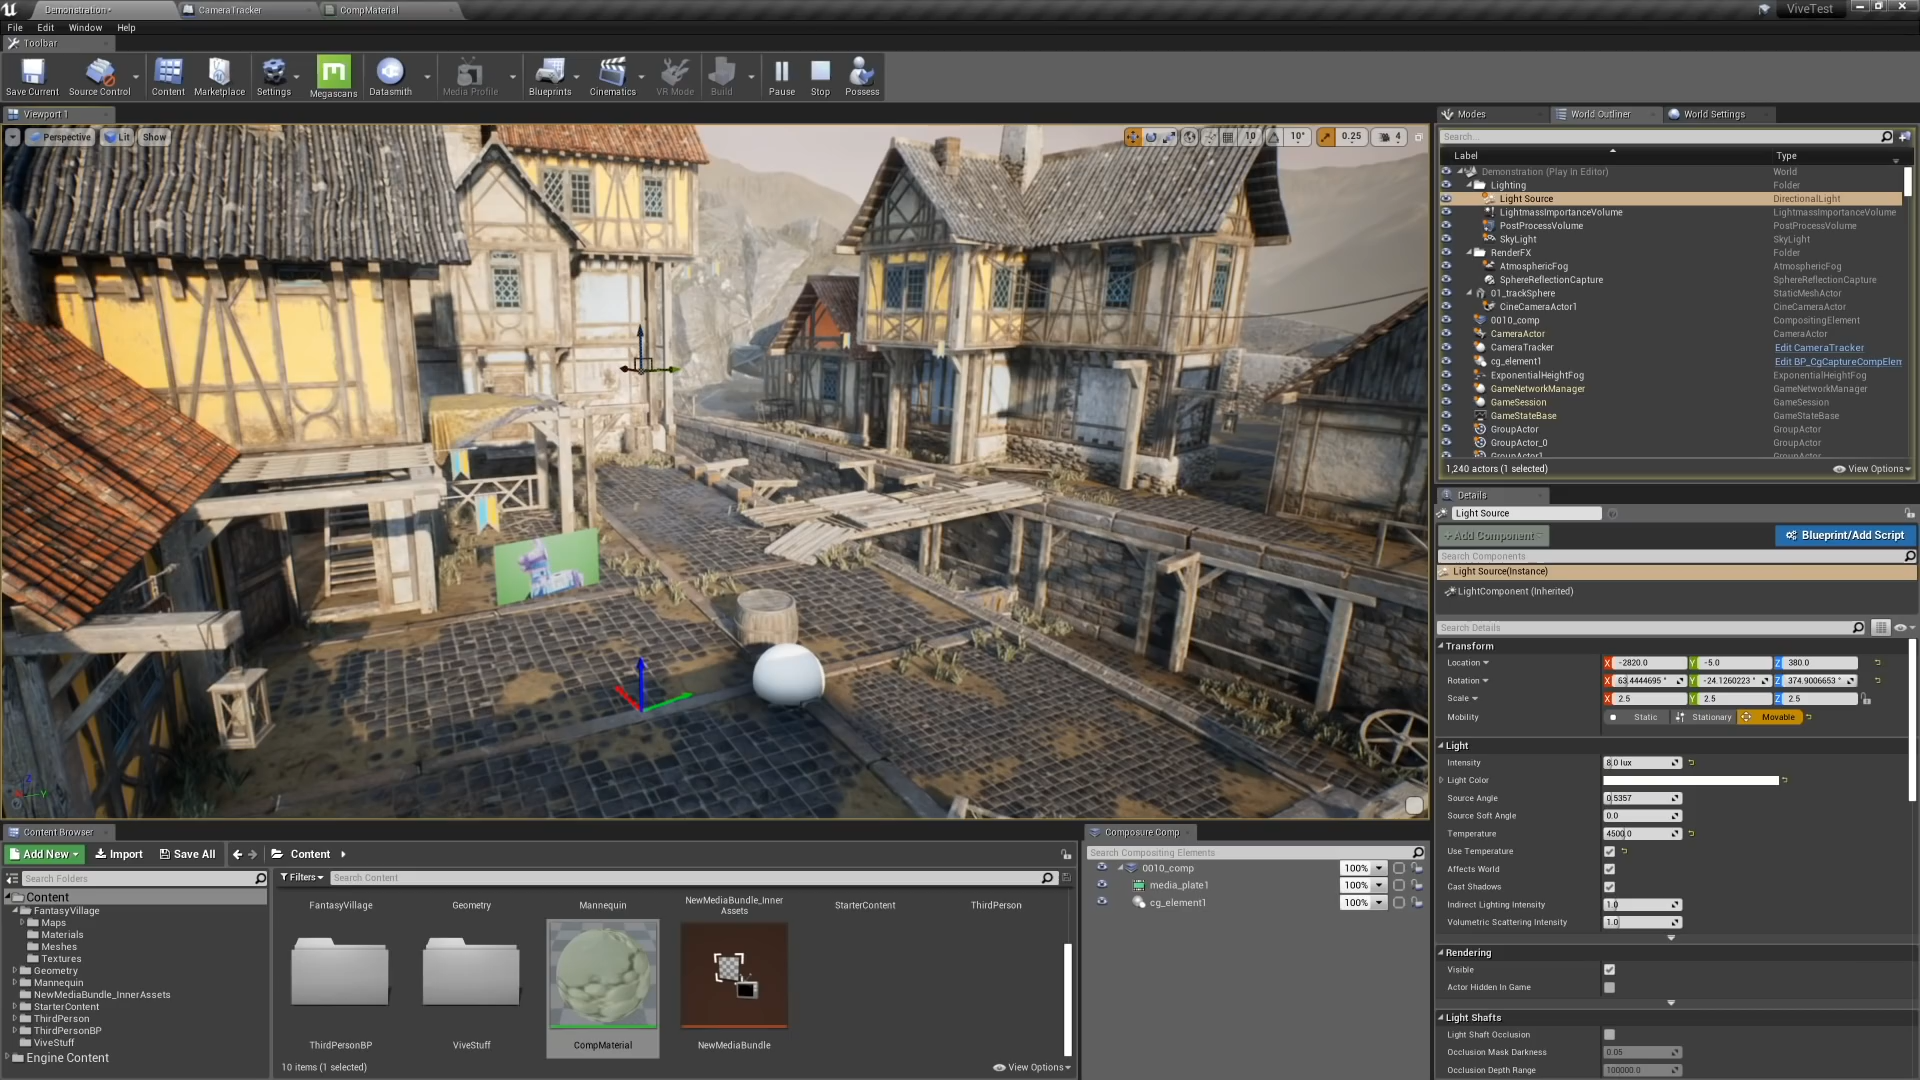 Demonstration*
CameraTracker
CompMaterial
ViveTest
File Edit Window Help
Toolbar
Save Current
Source Control
Content
Marketplace
Settings
Megascans
Datasmith
Media Profile
Blueprints
Cinematics
VR Mode
Build
Pause
Stop
Possess
Viewport 1
Perspective
Lit
Show
10
10°
0.25
4
Modes
World Outliner
World Settings
Search...
Label Type
Demonstration (Play In Editor) World
Lighting Folder
Light Source DirectionalLight
LightmassImportanceVolume LightmassImportanceVolume
PostProcessVolume PostProcessVolume
SkyLight SkyLight
RenderFX Folder
AtmosphericFog AtmosphericFog
SphereReflectionCapture SphereReflectionCapture
01_trackSphere StaticMeshActor
CineCameraActor1 CineCameraActor
0010_comp CompositingElement
CameraActor CameraActor
CameraTracker Edit CameraTracker
cg_element1 Edit BP_CgCaptureCompElem
ExponentialHeightFog ExponentialHeightFog
GameNetworkManager GameNetworkManager
GameSession GameSession
GameStateBase GameStateBase
GroupActor GroupActor
GroupActor_0 GroupActor
GroupActor1 GroupActor
1,240 actors (1 selected) View Options
Details
Light Source
+ Add Component
Blueprint/Add Script
Search Components
Light Source(Instance)
LightComponent (Inherited)
Search Details
Transform
Location X -2820.0 Y -5.0 Z 380.0
Rotation X 63.4444695 ° Y -24.1260223 ° Z 374.9006653 °
Scale X 2.5 Y 2.5 Z 2.5
Mobility Static Stationary Movable
Light
Intensity 8.0 lux
Light Color
Source Angle 0.5357
Source Soft Angle 0.0
Temperature 4500.0
Use Temperature
Affects World
Cast Shadows
Indirect Lighting Intensity 1.0
Volumetric Scattering Intensity 1.0
Rendering
Visible
Actor Hidden In Game
Light Shafts
Light Shaft Occlusion
Occlusion Mask Darkness 0.05
Occlusion Depth Range 100000.0
Content Browser
Add New
Import
Save All
Content
Search Folders
Filters
Search Content
Content
FantasyVillage
Maps
Materials
Meshes
Textures
Geometry
Mannequin
NewMediaBundle_InnerAssets
StarterContent
ThirdPerson
ThirdPersonBP
ViveStuff
Engine Content
FantasyVillage
Geometry
Mannequin
NewMediaBundle_Inner
Assets
StarterContent
ThirdPerson
ThirdPersonBP
ViveStuff
CompMaterial
NewMediaBundle
10 items (1 selected)
View Options
Composure Comp
Search Compositing Elements
0010_comp 100%
media_plate1 100%
cg_element1 100%
Z
X
Y